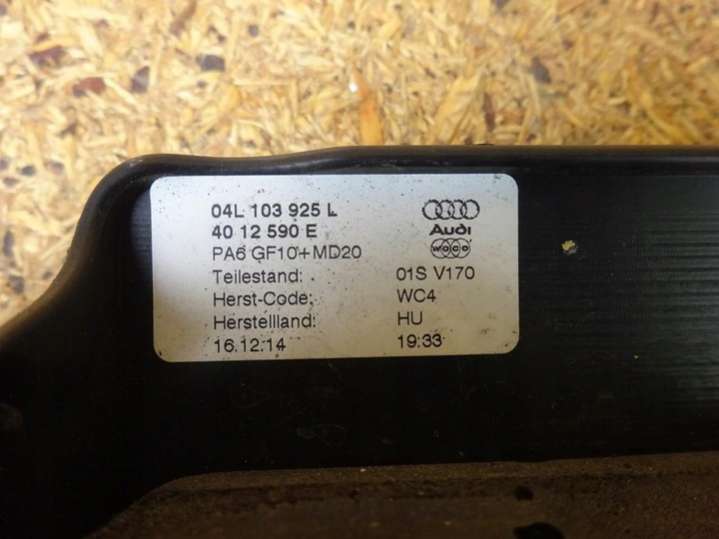 04L 103 925 L
40 12 590 E
Audi
PA6 GF10+MD20
woco
Teilestand: 01S V170
Herst-Code: WC4
Herstellland: HU
16.12.14 19:33